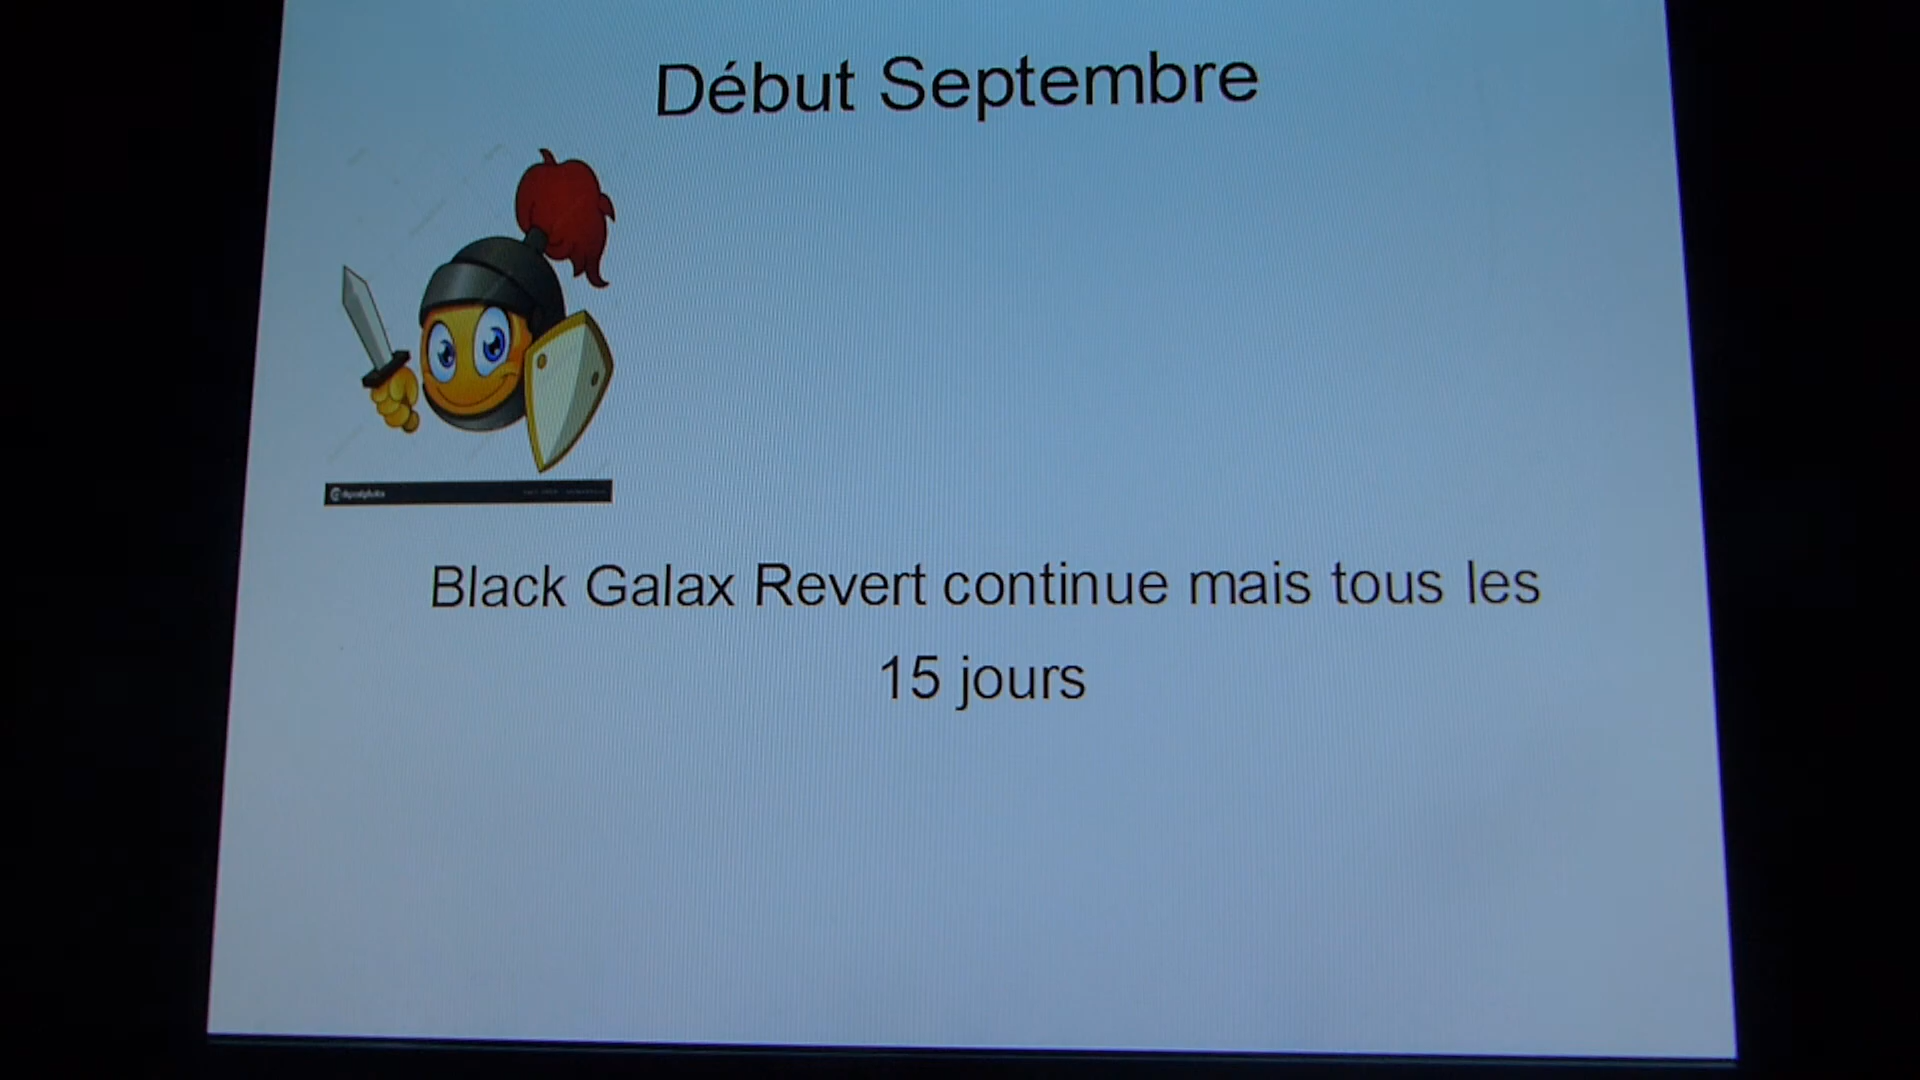 Début Septembre
Black Galax Revert continue mais tous les
15 jours